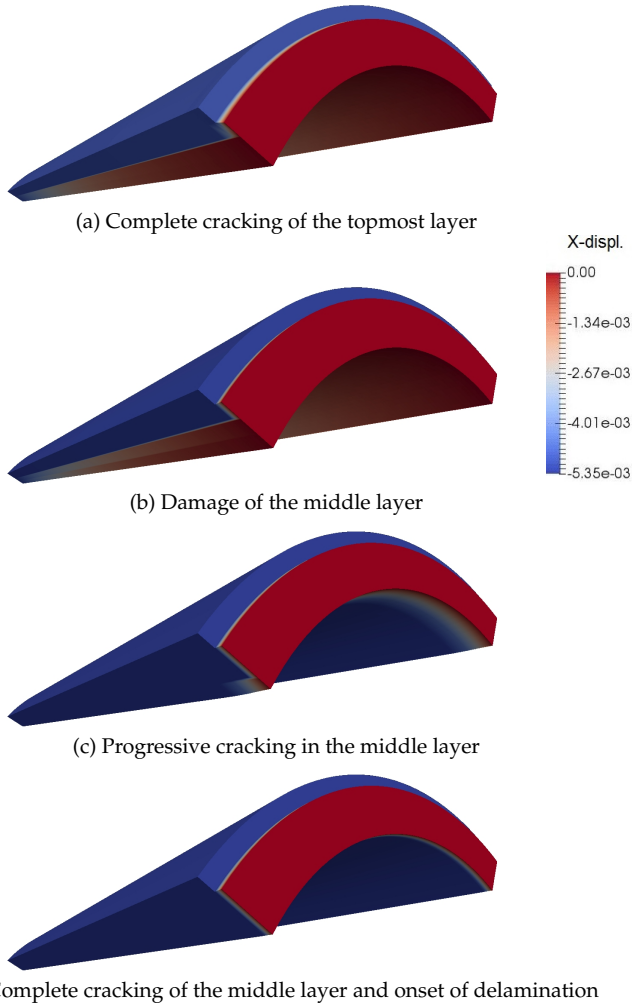 (a) Complete cracking of the topmost layer
X-displ.
0.00
-1.34e-03
-2.67e-03
-4.01e-03
-5.35e-03
(b) Damage of the middle layer
(c) Progressive cracking in the middle layer
omplete cracking of the middle layer and onset of delamination